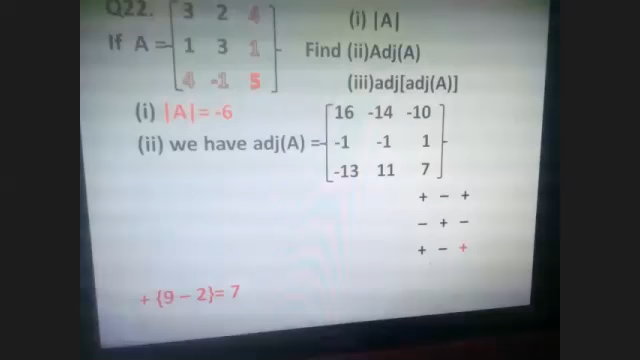 Q22. [3 2 4]
(i) |A|
If A = [1 3 1] Find (ii)Adj(A)
[4 -1 5] (iii)adj[adj(A)]
(i) |A|= -6
[16 -14 -10]
(ii) we have adj(A) = [-1 -1 1]
[-13 11 7]
+ − +
− + −
+ − +
+ {9 − 2}= 7